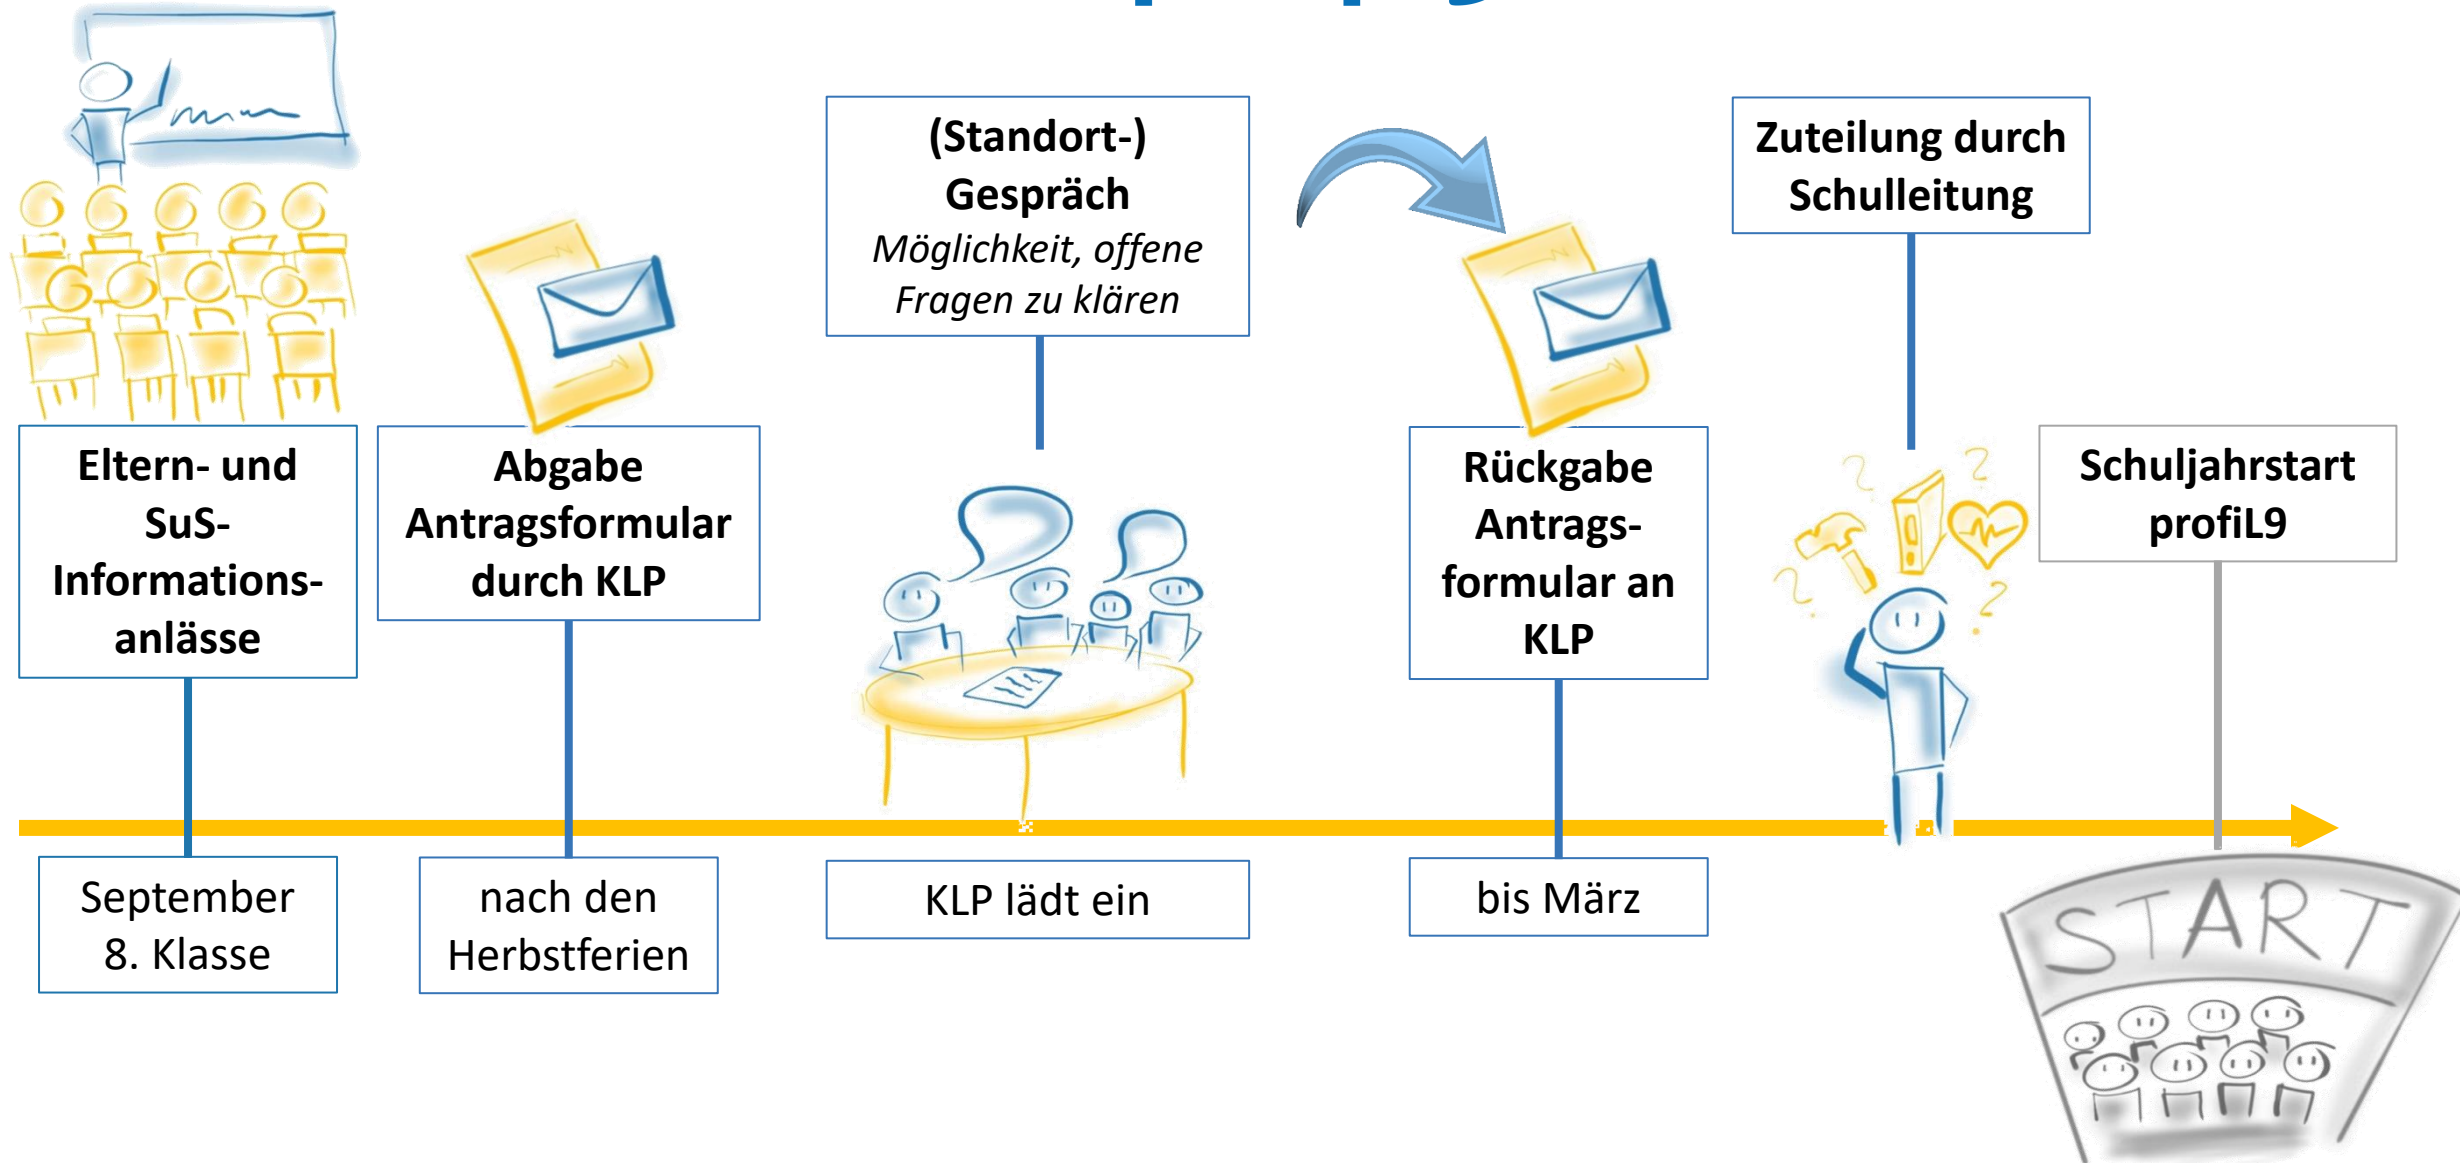 Eltern- und
SuS-
Informations-
anlässe
September
8. Klasse
Abgabe
Antragsformular
durch KLP
nach den
Herbstferien
(Standort-)
Gespräch
Möglichkeit, offene
Fragen zu klären
KLP lädt ein
Rückgabe
Antrags-
formular an
KLP
bis März
Zuteilung durch
Schulleitung
Schuljahrstart
profiL9
START